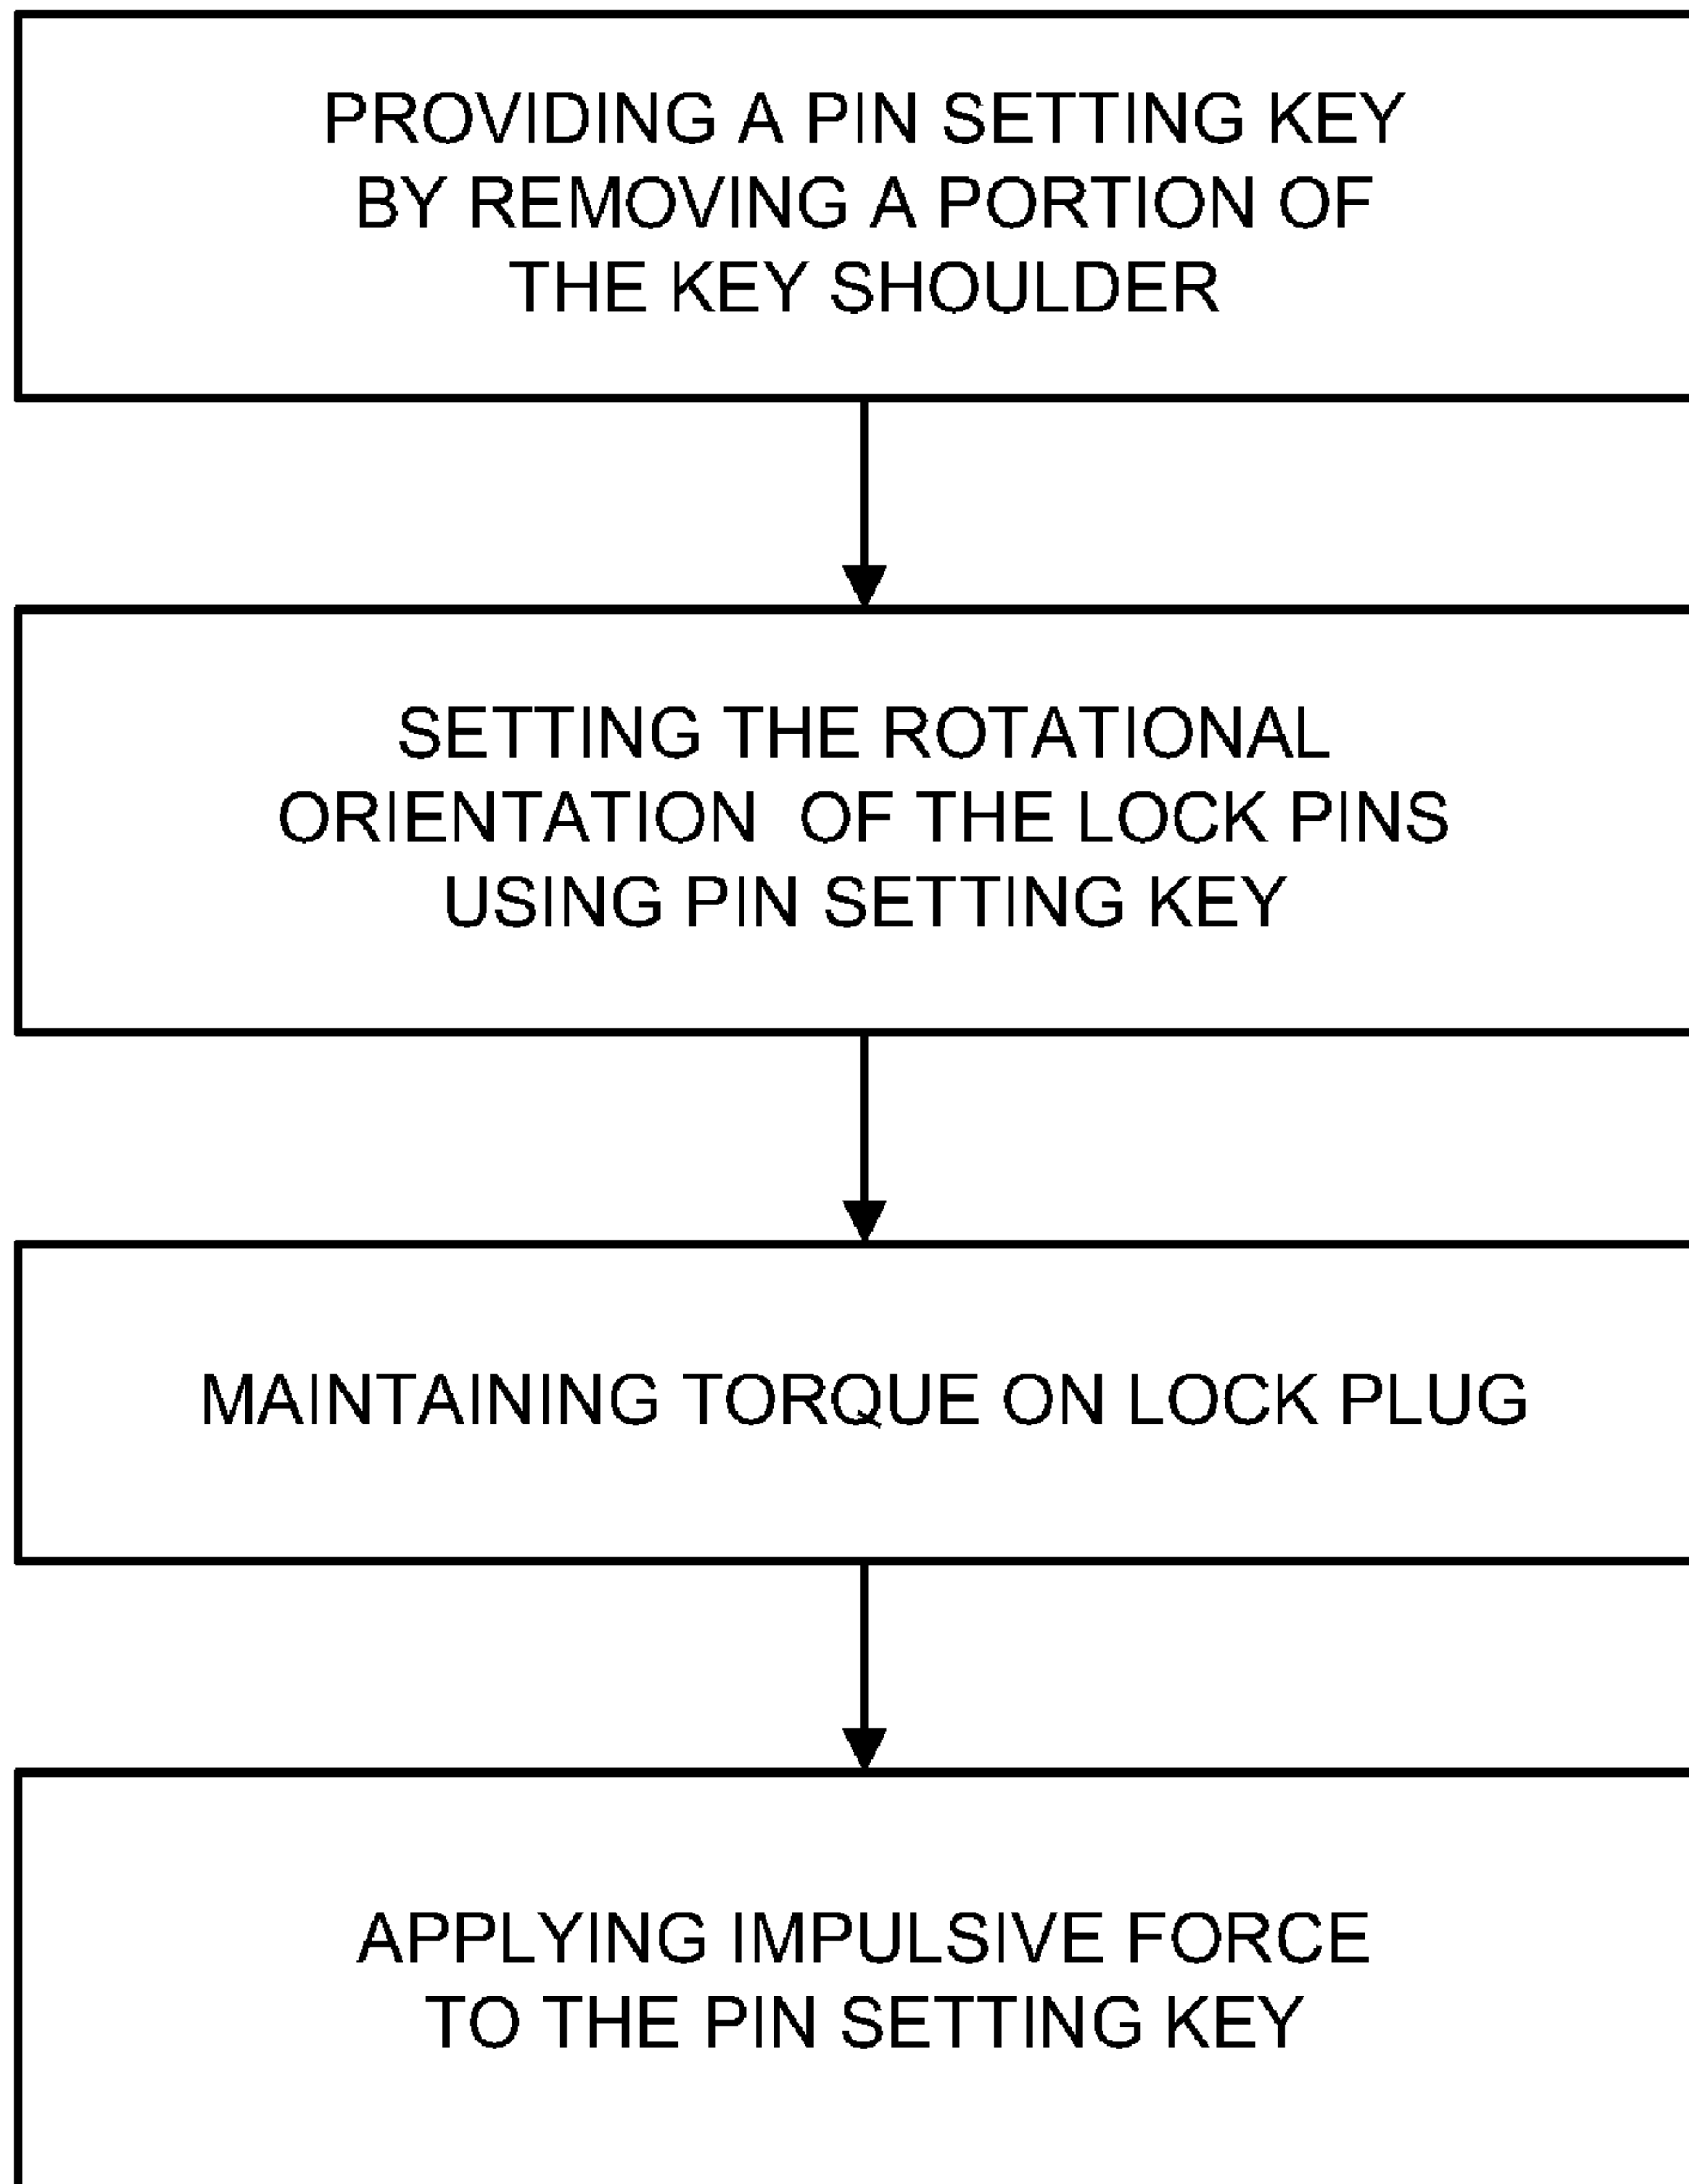 PROVIDING A PIN SETTING KEY
BY REMOVING A PORTION OF
THE KEY SHOULDER
SETTING THE ROTATIONAL
ORIENTATION OF THE LOCK PINS
USING PIN SETTING KEY
MAINTAINING TORQUE ON LOCK PLUG
APPLYING IMPULSIVE FORCE
TO THE PIN SETTING KEY